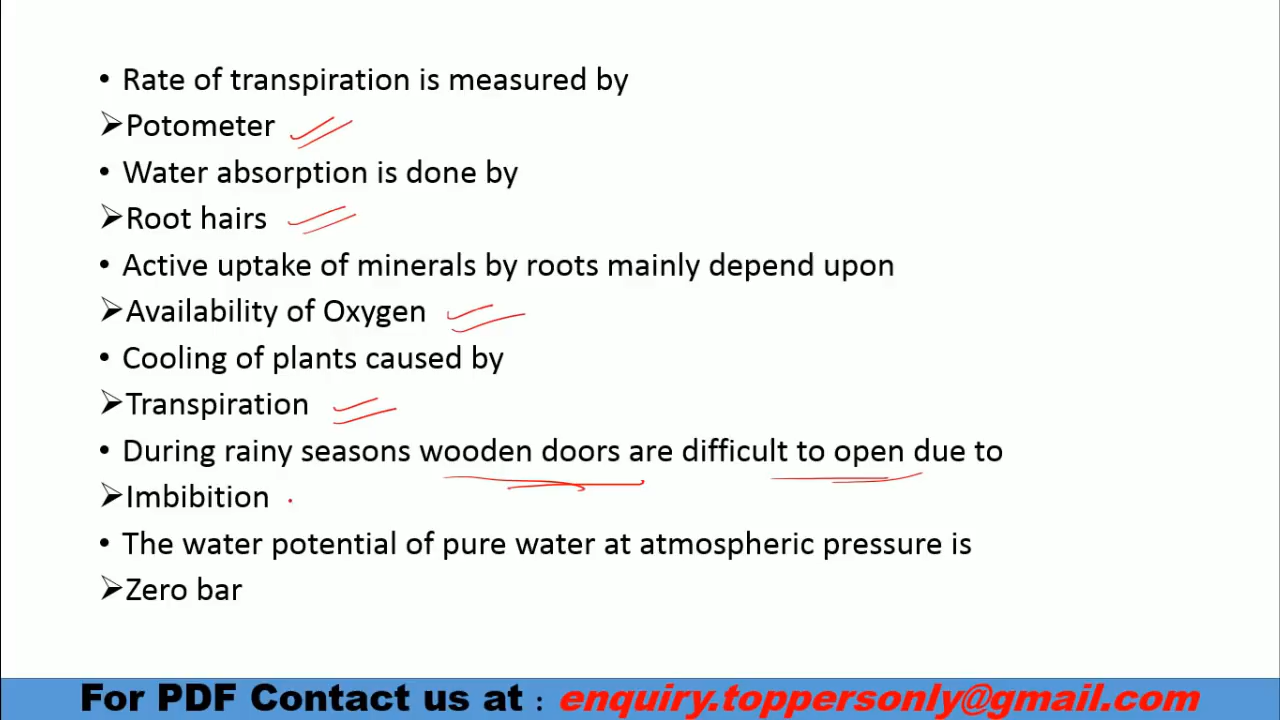 • Rate of transpiration is measured by
➢Potometer
• Water absorption is done by
➢Root hairs
• Active uptake of minerals by roots mainly depend upon
➢Availability of Oxygen
• Cooling of plants caused by
➢Transpiration
• During rainy seasons wooden doors are difficult to open due to
➢Imbibition
• The water potential of pure water at atmospheric pressure is
➢Zero bar
For PDF Contact us at : enquiry.toppersonly@gmail.com